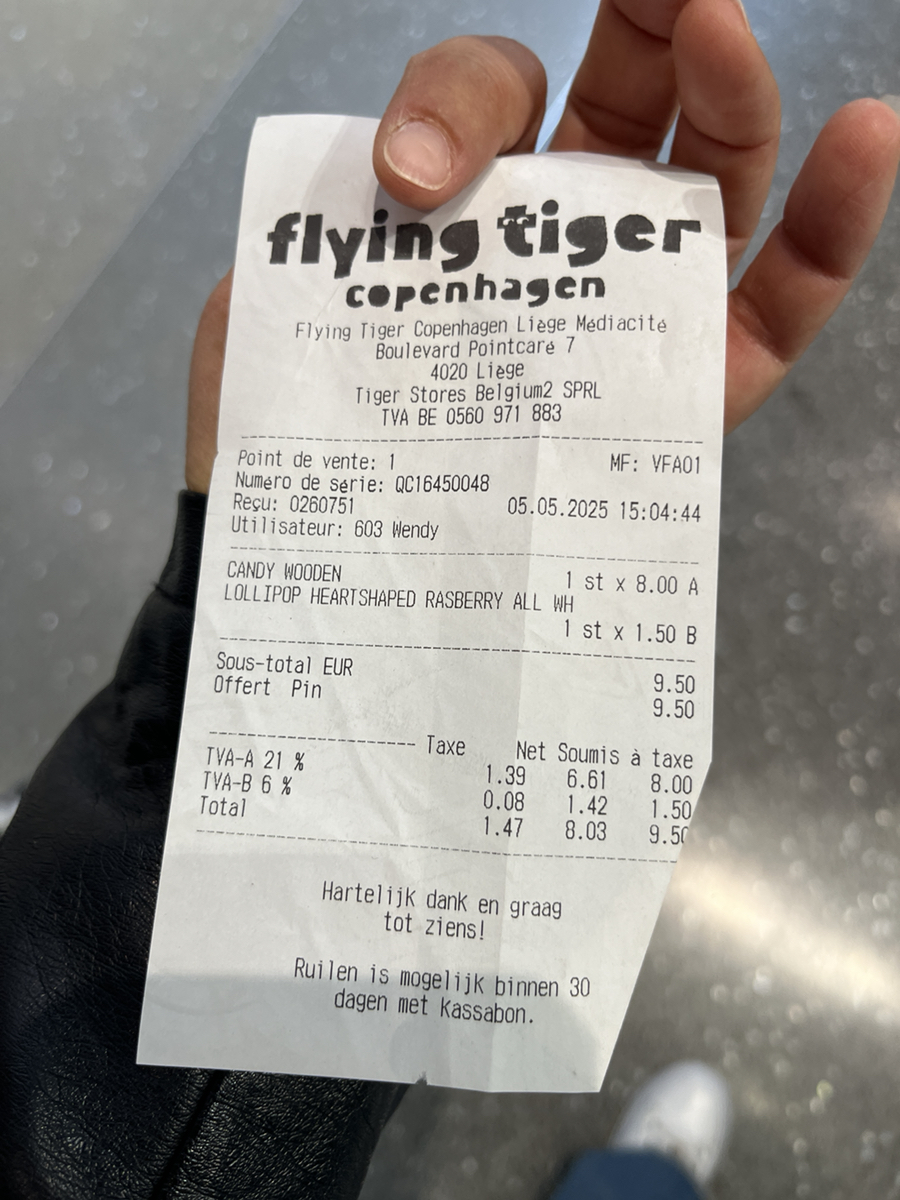 flying tiger
copenhagen
Flying Tiger Copenhagen Liège Médiacité
Boulevard Pointcaré 7
4020 Liège
Tiger Stores Belgium2 SPRL
TVA BE 0560 971 883
Point de vente: 1 MF: VFA01
Numéro de série: QC16450048
Reçu: 0260751 05.05.2025 15:04:44
Utilisateur: 603 Wendy
CANDY WOODEN 1 st x 8.00 A
LOLLIPOP HEARTSHAPED RASBERRY ALL WH
1 st x 1.50 B
Sous-total EUR 9.50
Offert Pin 9.50
Taxe Net Soumis à taxe
TVA-A 21 % 1.39 6.61 8.00
TVA-B 6 % 0.08 1.42 1.50
Total 1.47 8.03 9.50
Hartelijk dank en graag
tot ziens!
Ruilen is mogelijk binnen 30
dagen met Kassabon.